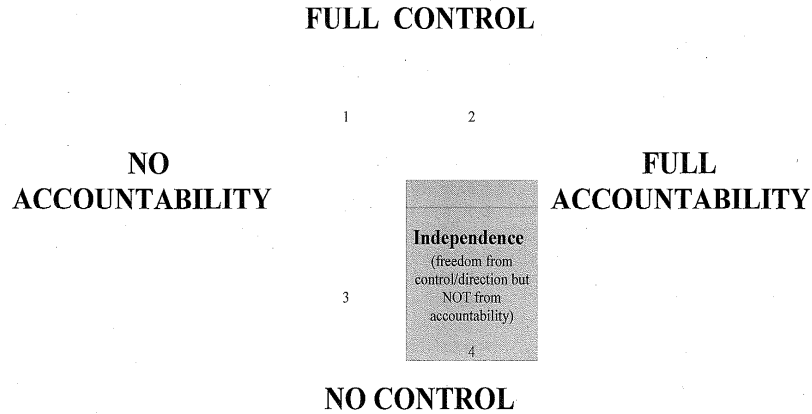 FULL CONTROL
1 2
NO
ACCOUNTABILITY
FULL
ACCOUNTABILITY
Independence
(freedom from
control/direction but
NOT from
accountability)
3
4
NO CONTROL